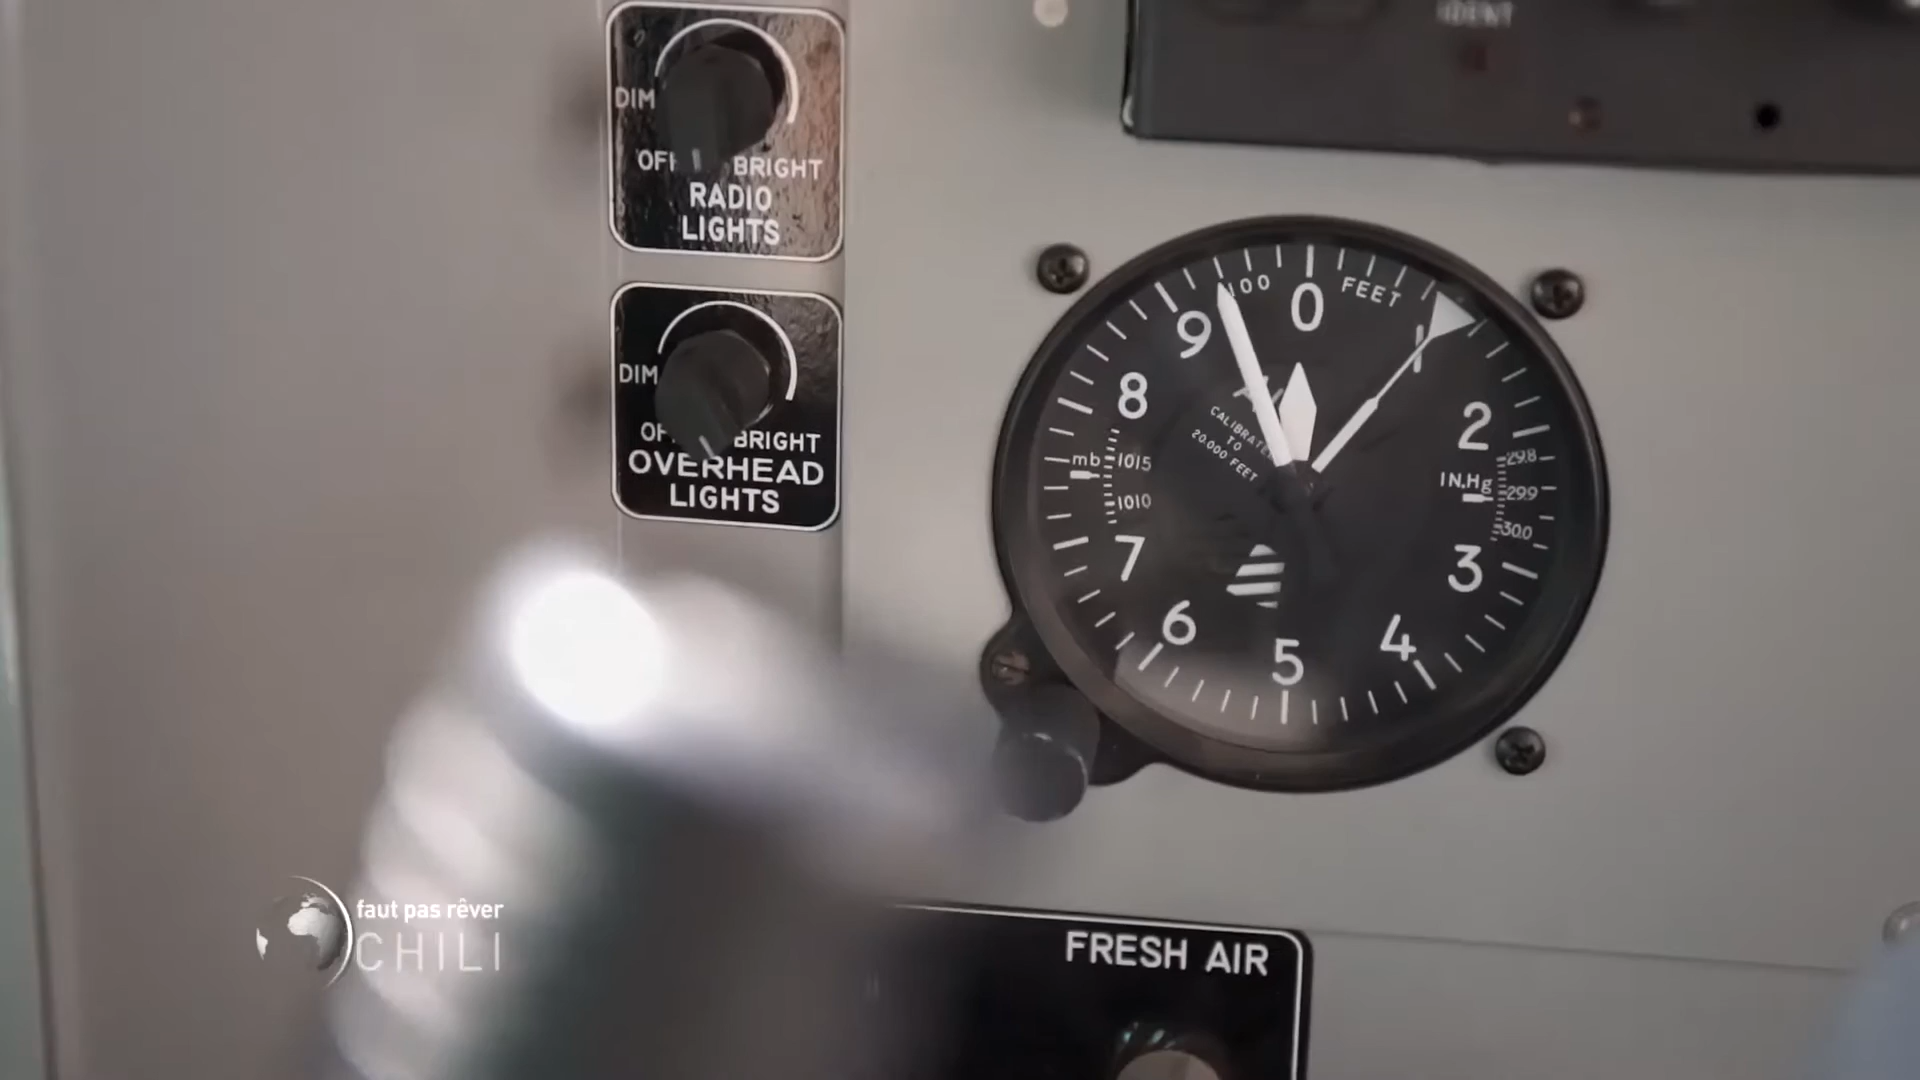 IDENT
DIM
OFF BRIGHT
RADIO
LIGHTS
DIM
BRIGHT
OVERHEAD
LIGHTS
100 FEET
0
1
2
3
4
5
6
7
8
9
CALIBRATED
TO
20.000 FEET
mb 1015
1010
IN.Hg
29.8
29.9
30.0
FRESH AIR
faut pas rêver
CHILI